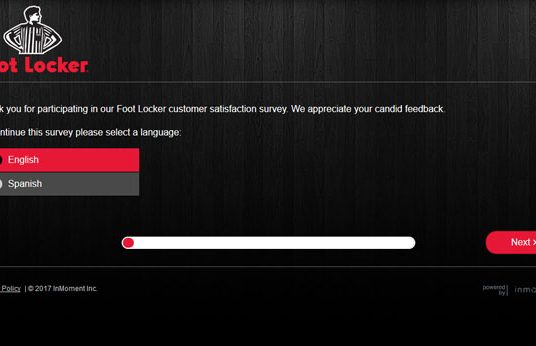 ot Locker
k you for participating in our Foot Locker customer satisfaction survey. We appreciate your candid feedback.
ntinue this survey please select a language:
English
Spanish
Next
Policy | © 2017 InMoment Inc.
powered by inmo